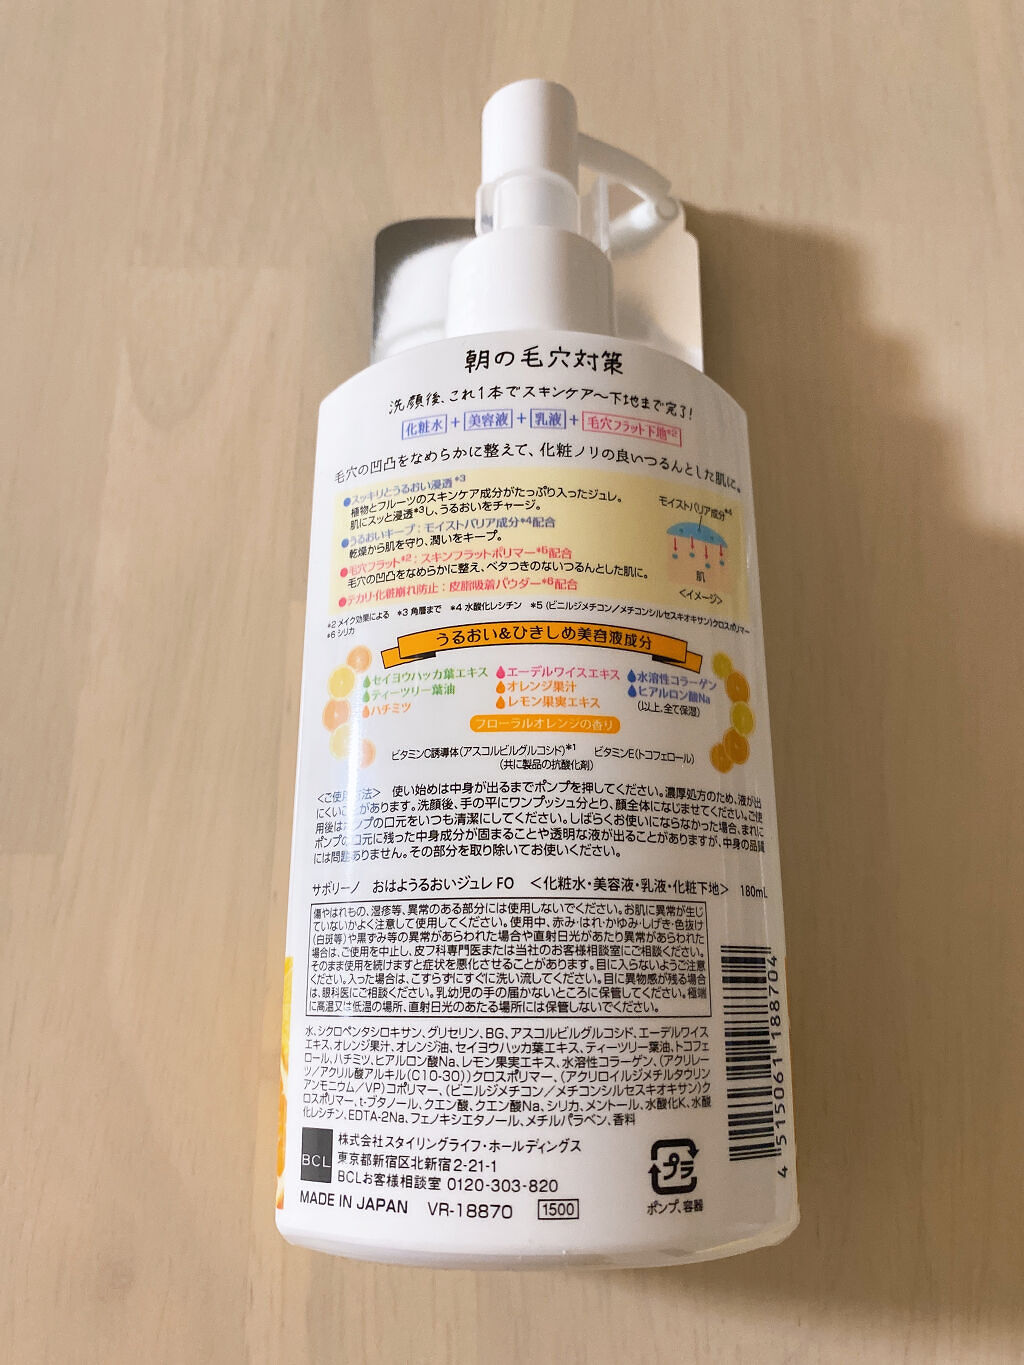 朝の毛穴対策
洗顔後、これ1本でスキンケア〜下地まで完了!
化粧水+美容液+乳液+毛穴フラット下地*2
毛穴の凹凸をなめらかに整えて、化粧ノリの良いつるんとした肌に。
●スッキリとうるおい浸透*3
植物とフルーツのスキンケア成分がたっぷり入ったジュレ。
肌にスッと浸透*3し、うるおいをチャージ。
●うるおいキープ:モイストバリア成分*4配合
乾燥から肌を守り、潤いをキープ。
●毛穴フラット*2:スキンフラットポリマー*5配合
毛穴の凹凸をなめらかに整え、ベタつきのないつるんとした肌に。
●テカリ・化粧崩れ防止:皮脂吸着パウダー*6配合
モイストバリア成分*4
肌
<イメージ>
*2 メイク効果による *3 角層まで *4 水酸化レシチン *5 (ビニルジメチコン/メチコンシルセスキオキサン)クロスポリマー
*6 シリカ
うるおい&ひきしめ美容液成分
セイヨウハッカ葉エキス エーデルワイスエキス 水溶性コラーゲン
ティーツリー葉油 オレンジ果汁 ヒアルロン酸Na
ハチミツ レモン果実エキス (以上、全て保湿)
フローラルオレンジの香り
ビタミンC誘導体(アスコルビルグルコシド)*1 ビタミンE(トコフェロール)
(共に製品の抗酸化剤)
<ご使用方法> 使い始めは中身が出るまでポンプを押してください。濃厚処方のため、液が出
にくいことがあります。洗顔後、手の平にワンプッシュ分とり、顔全体になじませてください。ご使
用後はポンプの口元をいつも清潔にしてください。しばらくお使いにならなかった場合、まれに
ポンプの口元に残った中身成分が固まることや透明な液が出ることがありますが、中身の品質
には問題ありません。その部分を取り除いてお使いください。
サボリーノ おはようるおいジュレ FO <化粧水・美容液・乳液・化粧下地> 180mL
傷やはれもの、湿疹等、異常のある部分には使用しないでください。お肌に異常が生じ
ていないかよく注意して使用してください。使用中、赤み・はれ・かゆみ・しげき・色抜け
(白斑等)や黒ずみ等の異常があらわれた場合や直射日光があたり異常があらわれた
場合は、ご使用を中止し、皮フ科専門医または当社のお客様相談室にご相談ください。
そのまま使用を続けますと症状を悪化させることがあります。目に入らないようご注意
ください。入った場合は、こすらずにすぐに洗い流してください。目に異物感が残る場合
は、眼科医にご相談ください。乳幼児の手の届かないところに保管してください。極端
に高温又は低温の場所、直射日光のあたる場所には保管しないでください。
水、シクロペンタシロキサン、グリセリン、BG、アスコルビルグルコシド、エーデルワイス
エキス、オレンジ果汁、オレンジ油、セイヨウハッカ葉エキス、ティーツリー葉油、トコフェ
ロール、ハチミツ、ヒアルロン酸Na、レモン果実エキス、水溶性コラーゲン、(アクリレー
ツ/アクリル酸アルキル(C10-30))クロスポリマー、(アクリロイルジメチルタウリン
アンモニウム/VP)コポリマー、(ビニルジメチコン/メチコンシルセスキオキサン)ク
ロスポリマー、t-ブタノール、クエン酸、クエン酸Na、シリカ、メントール、水酸化K、水酸
化レシチン、EDTA-2Na、フェノキシエタノール、メチルパラベン、香料
BCL
株式会社スタイリングライフ・ホールディングス
東京都新宿区北新宿2-21-1
BCLお客様相談室 0120-303-820
MADE IN JAPAN VR-18870 1500
プラ
ポンプ、容器
4 515061 188704